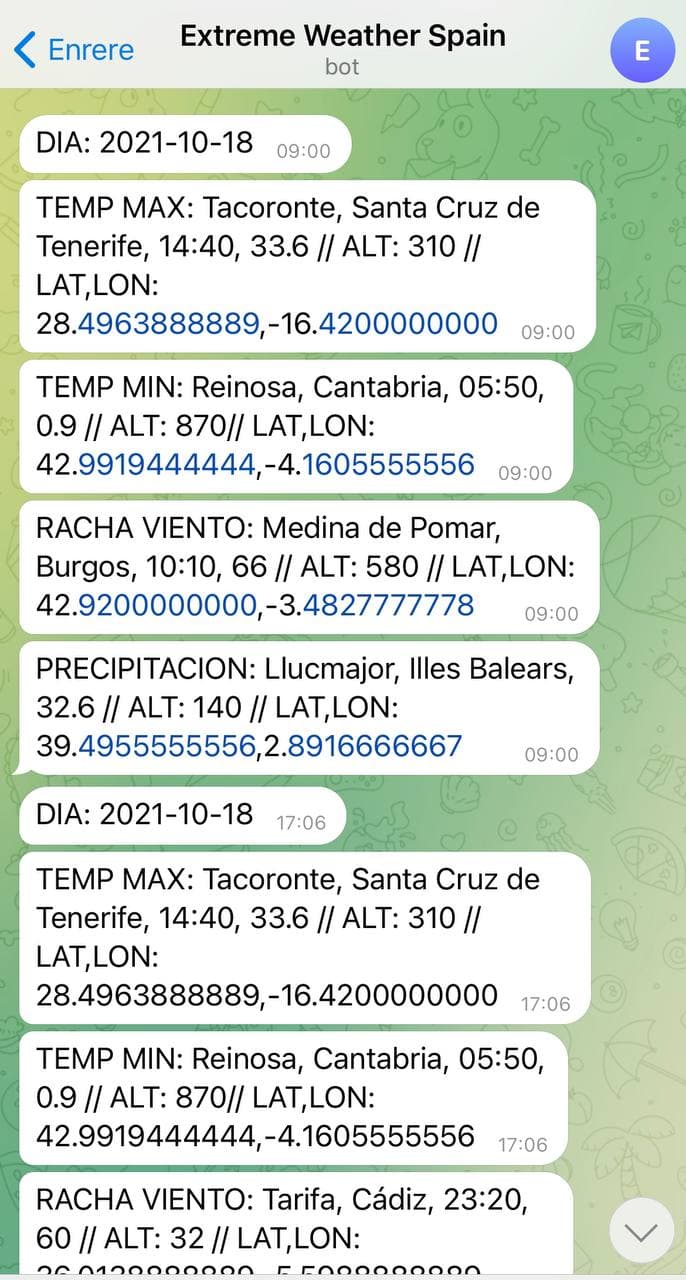 Enrere
Extreme Weather Spain
bot
E
DIA: 2021-10-18 09:00
TEMP MAX: Tacoronte, Santa Cruz de
Tenerife, 14:40, 33.6 // ALT: 310 //
LAT,LON:
28.4963888889,-16.4200000000 09:00
TEMP MIN: Reinosa, Cantabria, 05:50,
0.9 // ALT: 870// LAT,LON:
42.9919444444,-4.1605555556 09:00
RACHA VIENTO: Medina de Pomar,
Burgos, 10:10, 66 // ALT: 580 // LAT,LON:
42.9200000000,-3.4827777778 09:00
PRECIPITACION: Llucmajor, Illes Balears,
32.6 // ALT: 140 // LAT,LON:
39.4955555556,2.8916666667 09:00
DIA: 2021-10-18 17:06
TEMP MAX: Tacoronte, Santa Cruz de
Tenerife, 14:40, 33.6 // ALT: 310 //
LAT,LON:
28.4963888889,-16.4200000000 17:06
TEMP MIN: Reinosa, Cantabria, 05:50,
0.9 // ALT: 870// LAT,LON:
42.9919444444,-4.1605555556 17:06
RACHA VIENTO: Tarifa, Cádiz, 23:20,
60 // ALT: 32 // LAT,LON: